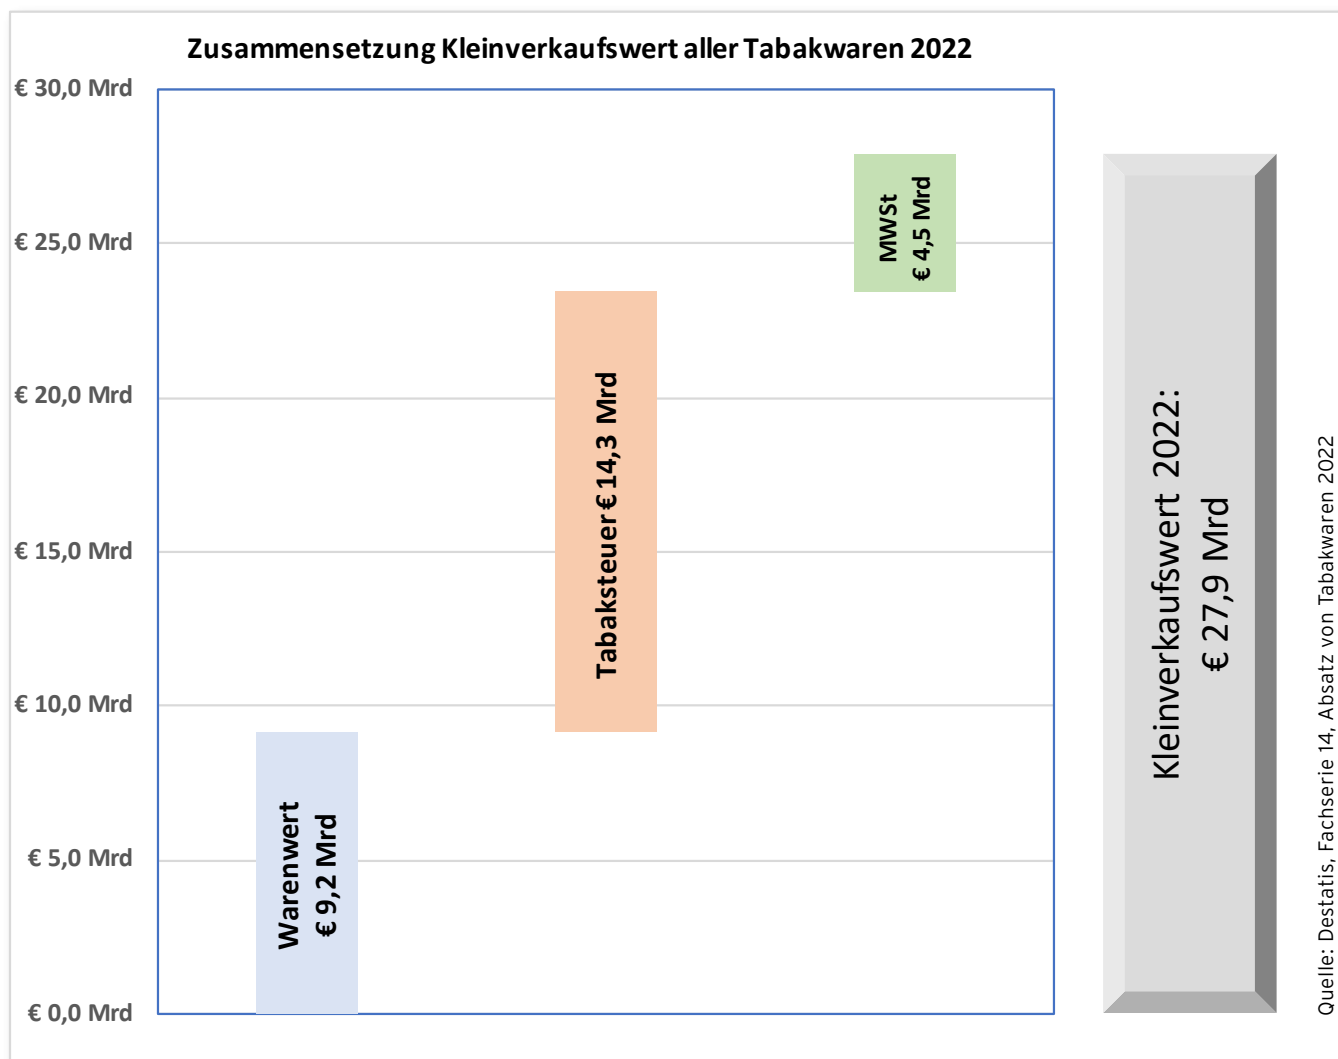 Zusammensetzung Kleinverkaufswert aller Tabakwaren 2022
€ 30,0 Mrd
€ 25,0 Mrd
€ 20,0 Mrd
€ 15,0 Mrd
€ 10,0 Mrd
€ 5,0 Mrd
€ 0,0 Mrd
Warenwert
€ 9,2 Mrd
Tabaksteuer € 14,3 Mrd
MWSt
€ 4,5 Mrd
Kleinverkaufswert 2022:
€ 27,9 Mrd
Quelle: Destatis, Fachserie 14, Absatz von Tabakwaren 2022